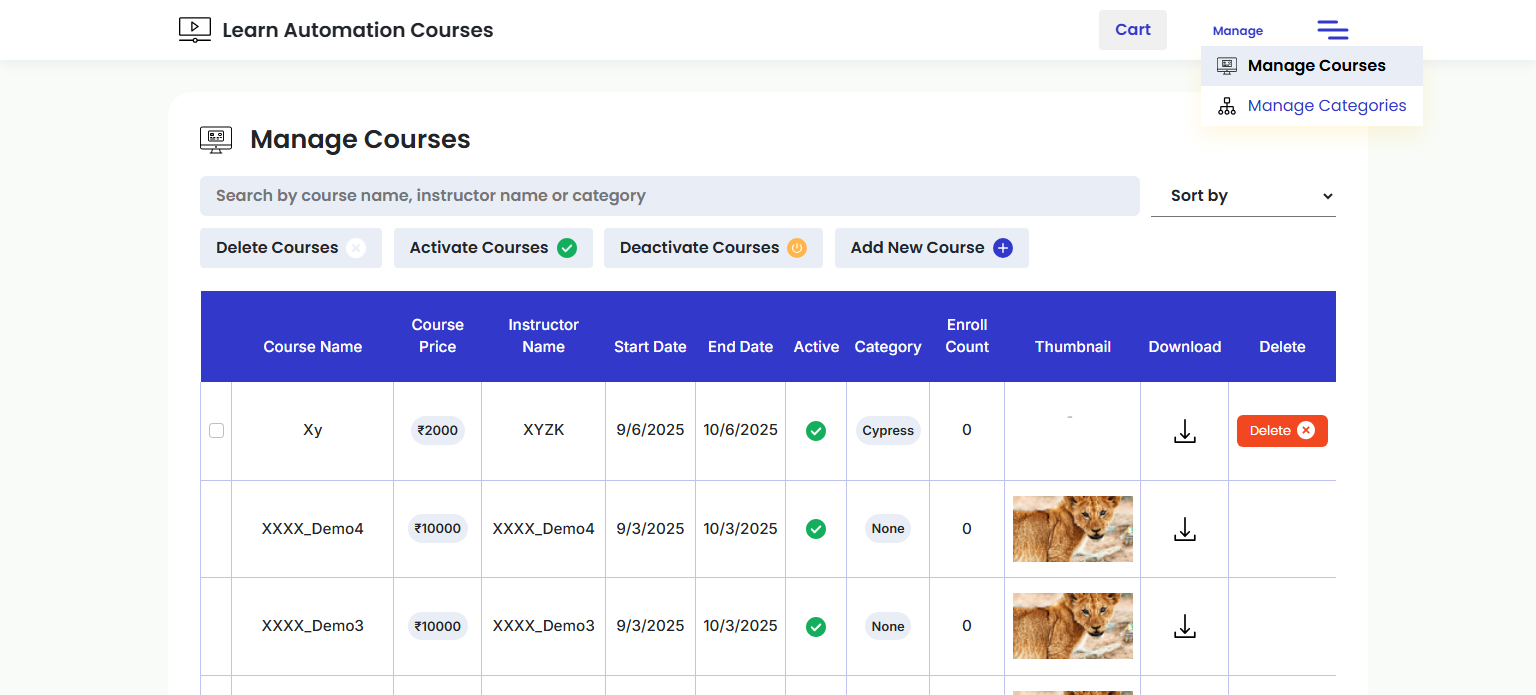 Learn Automation Courses
Cart
Manage
Manage Courses
Manage Categories
Manage Courses
Search by course name, instructor name or category
Sort by
Delete Courses
Activate Courses
Deactivate Courses
Add New Course
Course Name
Course Price
Instructor Name
Start Date
End Date
Active
Category
Enroll Count
Thumbnail
Download
Delete
Xy ₹2000 XYZK 9/6/2025 10/6/2025 Cypress 0 - Delete
XXXX_Demo4 ₹10000 XXXX_Demo4 9/3/2025 10/3/2025 None 0
XXXX_Demo3 ₹10000 XXXX_Demo3 9/3/2025 10/3/2025 None 0